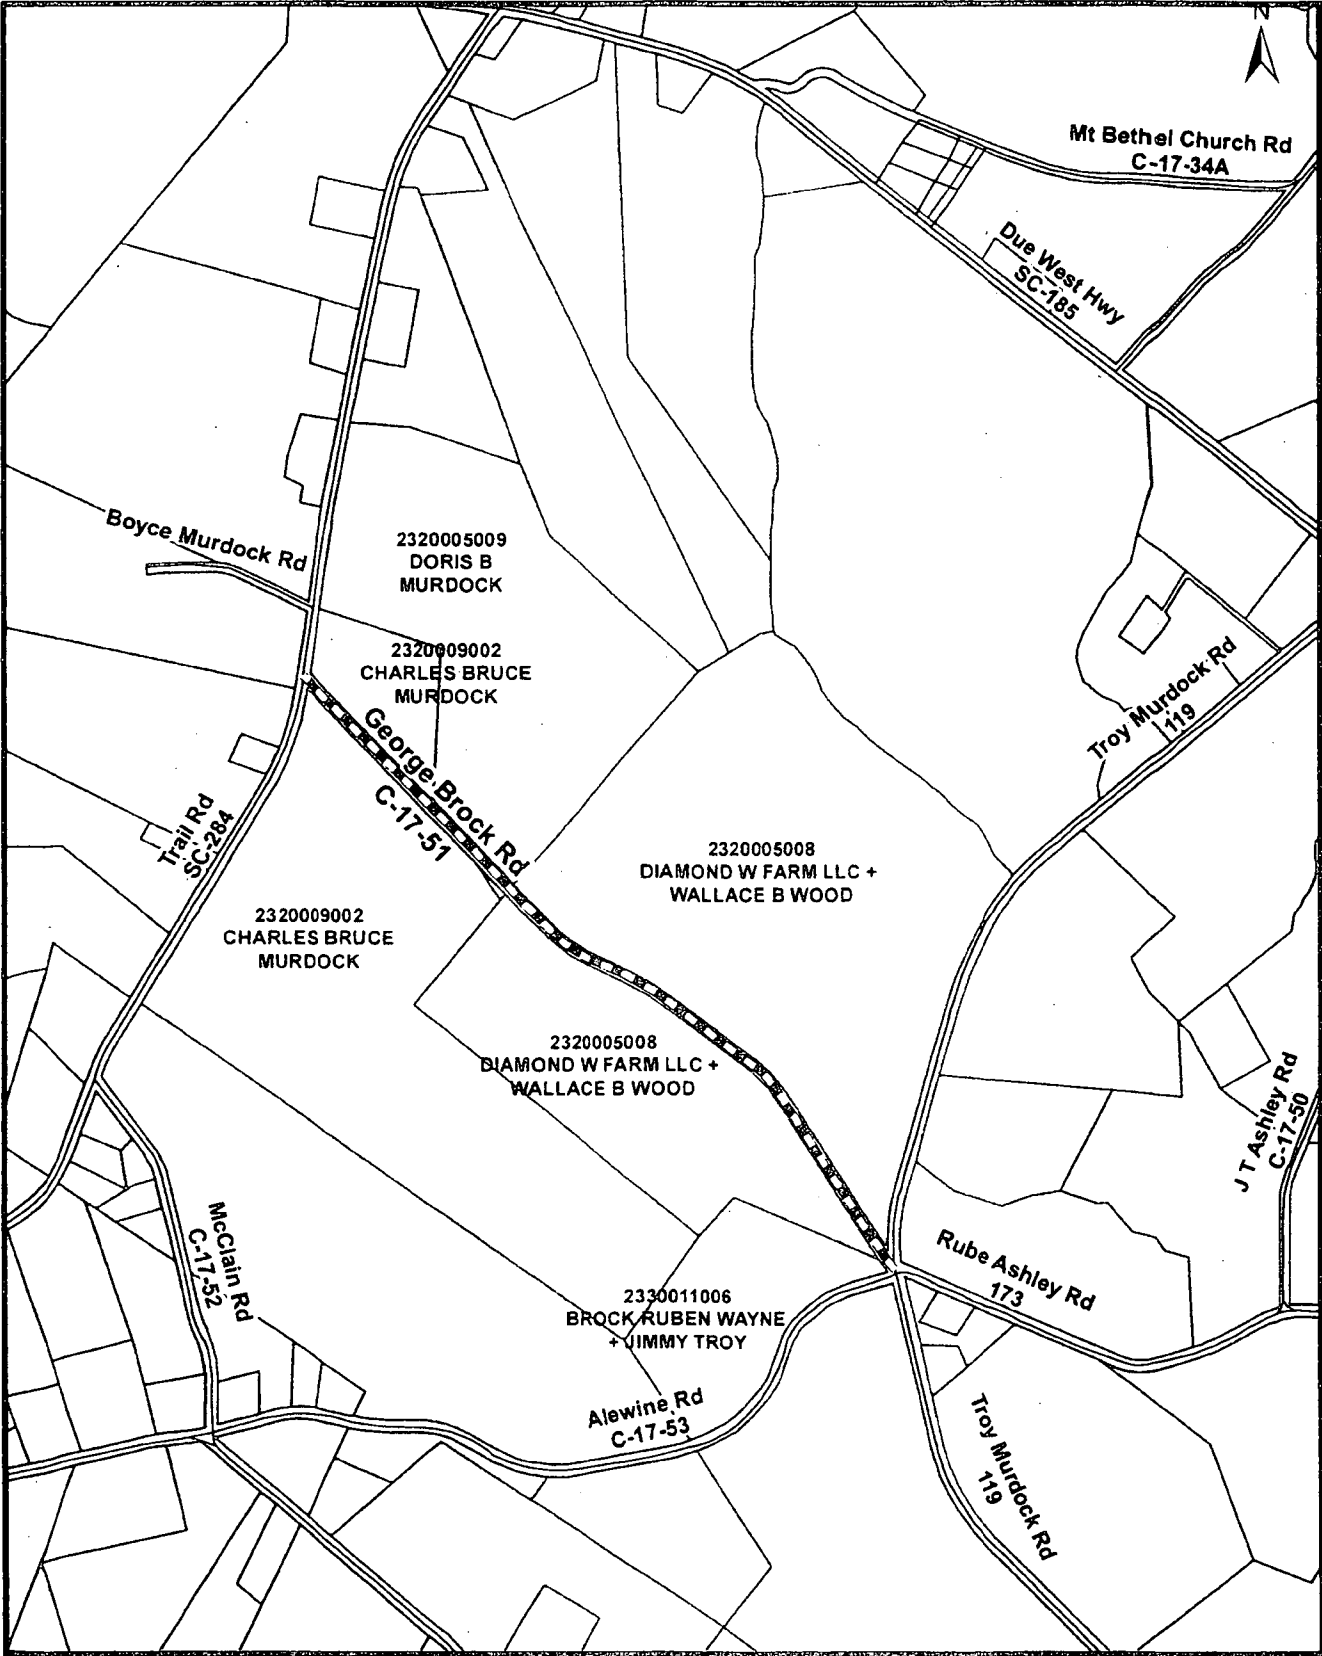 N
Mt Bethel Church Rd
C-17-34A
Due West Hwy
SC-185
Boyce Murdock Rd
2320005009
DORIS B
MURDOCK
2320009002
CHARLES BRUCE
MURDOCK
George Brock Rd
C-17-51
Troy Murdock Rd
119
Trail Rd
SC-284
2320005008
DIAMOND W FARM LLC +
WALLACE B WOOD
2320009002
CHARLES BRUCE
MURDOCK
2320005008
DIAMOND W FARM LLC +
WALLACE B WOOD
J T Ashley Rd
C-17-50
McClain Rd
C-17-52
Rube Ashley Rd
173
2330011006
BROCK RUBEN WAYNE
+ JIMMY TROY
Alewine Rd
C-17-53
Troy Murdock Rd
119